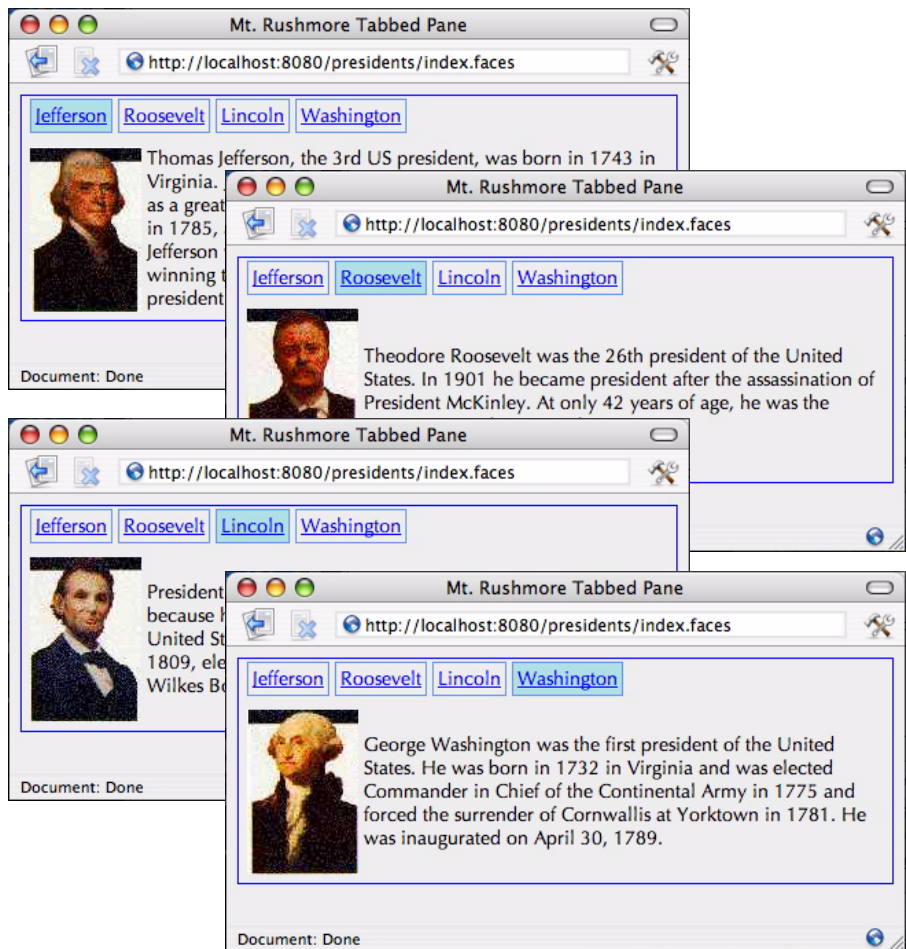 Mt. Rushmore Tabbed Pane
http://localhost:8080/presidents/index.faces
Jefferson Roosevelt Lincoln Washington
Thomas Jefferson, the 3rd US president, was born in 1743 in
Virginia.
as a great
in 1785,
Jefferson
winning
president
Document: Done
Mt. Rushmore Tabbed Pane
http://localhost:8080/presidents/index.faces
Jefferson Roosevelt Lincoln Washington
Theodore Roosevelt was the 26th president of the United
States. In 1901 he became president after the assassination of
President McKinley. At only 42 years of age, he was the
Mt. Rushmore Tabbed Pane
http://localhost:8080/presidents/index.faces
Jefferson Roosevelt Lincoln Washington
President
because
United
1809,
Wilkes
Document: Done
Mt. Rushmore Tabbed Pane
http://localhost:8080/presidents/index.faces
Jefferson Roosevelt Lincoln Washington
George Washington was the first president of the United
States. He was born in 1732 in Virginia and was elected
Commander in Chief of the Continental Army in 1775 and
forced the surrender of Cornwallis at Yorktown in 1781. He
was inaugurated on April 30, 1789.
Document: Done